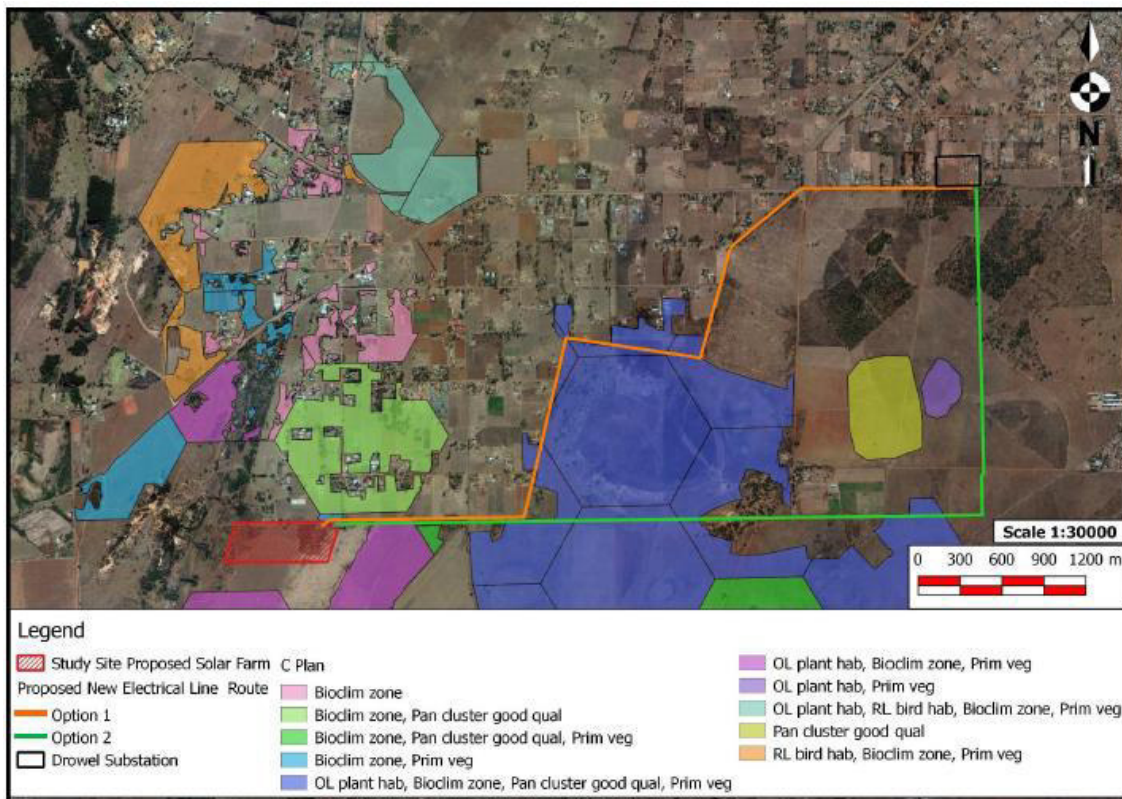 N
Scale 1:30000
0 300 600 900 1200 m
Legend
Study Site Proposed Solar Farm
Proposed New Electrical Line Route
Option 1
Option 2
Drowel Substation
C Plan
Bioclim zone
Bioclim zone, Pan cluster good qual
Bioclim zone, Pan cluster good qual, Prim veg
Bioclim zone, Prim veg
OL plant hab, Bioclim zone, Pan cluster good qual, Prim veg
OL plant hab, Bioclim zone, Prim veg
OL plant hab, Prim veg
OL plant hab, RL bird hab, Bioclim zone, Prim veg
Pan cluster good qual
RL bird hab, Bioclim zone, Prim veg